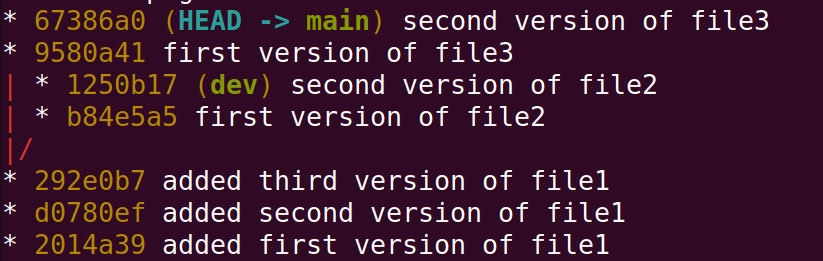 * 67386a0 (HEAD -> main) second version of file3
* 9580a41 first version of file3
| * 1250b17 (dev) second version of file2
| * b84e5a5 first version of file2
|/
* 292e0b7 added third version of file1
* d0780ef added second version of file1
* 2014a39 added first version of file1